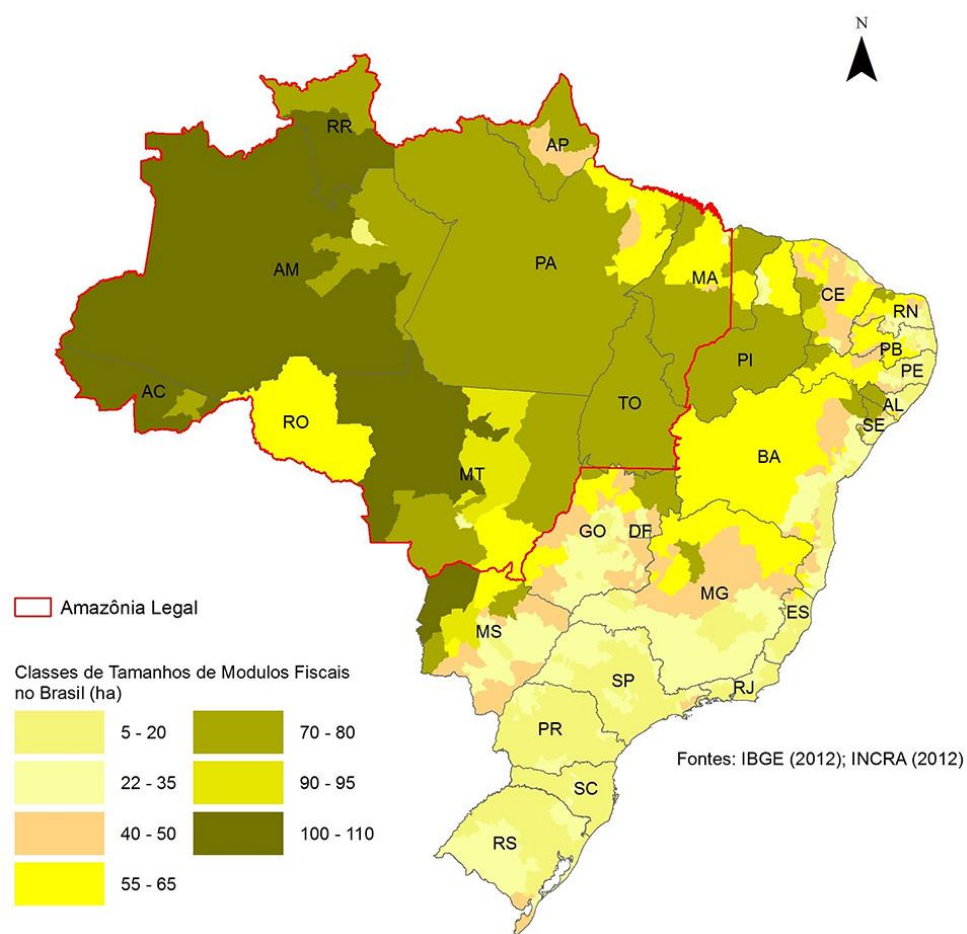 N
RR
AP
AM
PA
MA
CE
RN
PB
PE
AL
SE
PI
AC
TO
RO
BA
MT
GO
DF
MG
ES
MS
SP
RJ
PR
SC
RS
Amazônia Legal
Classes de Tamanhos de Modulos Fiscais
no Brasil (ha)
5 - 20
70 - 80
22 - 35
90 - 95
40 - 50
100 - 110
55 - 65
Fontes: IBGE (2012); INCRA (2012)